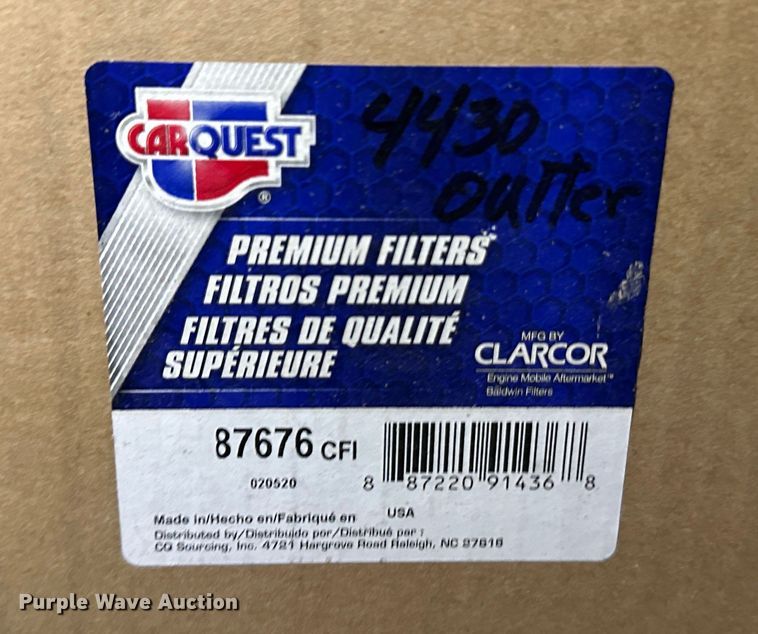 CARQUEST
®
4430
outter
PREMIUM FILTERS
FILTROS PREMIUM
FILTRES DE QUALITÉ
SUPÉRIEURE
MFG BY
CLARCOR
Engine Mobile Aftermarket™
Baldwin Filters
87676 CFI
020520
8 87220 91436 8
Made in/Hecho en/Fabriqué en USA
Distributed by/Distribuido por/Distribué par :
CQ Sourcing, Inc. 4721 Hargrove Road Raleigh, NC 27616
Purple Wave Auction